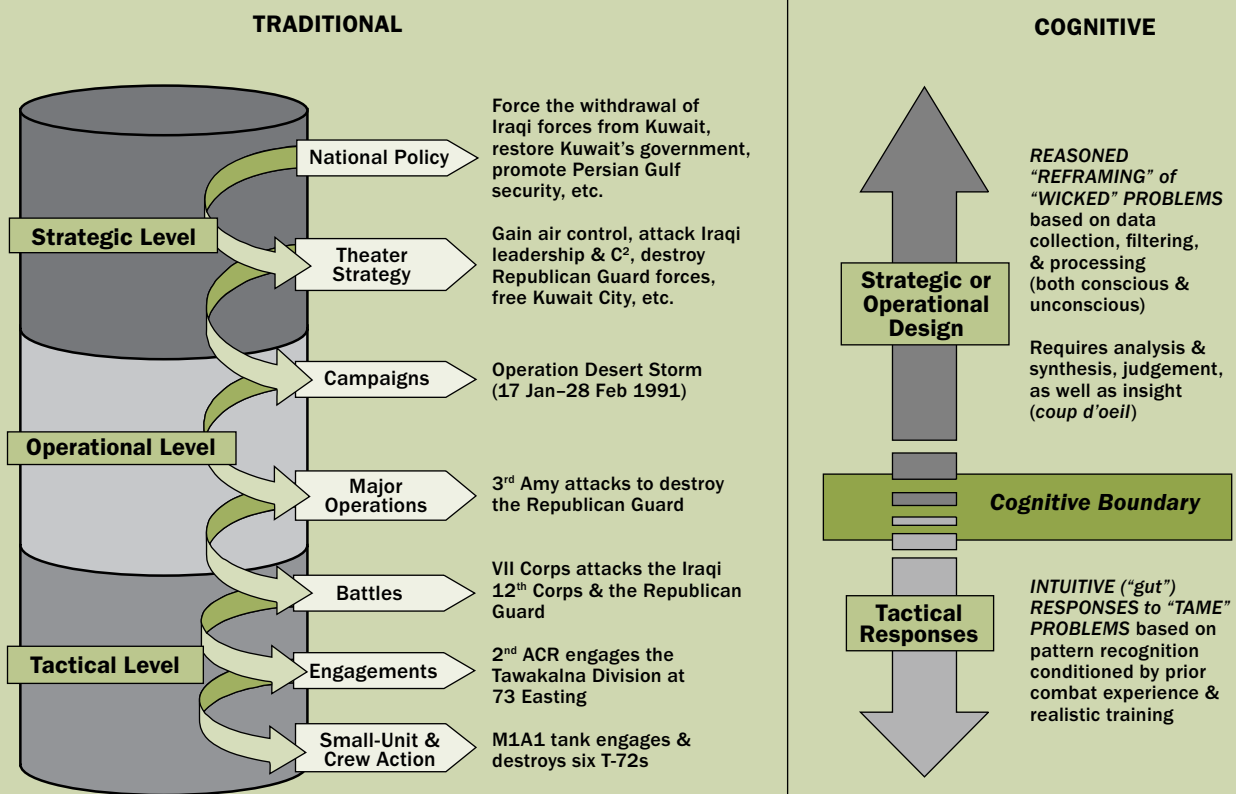 TRADITIONAL
National Policy
Force the withdrawal of
Iraqi forces from Kuwait,
restore Kuwait's government,
promote Persian Gulf
security, etc.
Strategic Level
Theater
Strategy
Gain air control, attack Iraqi
leadership & C², destroy
Republican Guard forces,
free Kuwait City, etc.
Campaigns
Operation Desert Storm
(17 Jan–28 Feb 1991)
Operational Level
Major
Operations
3rd Amy attacks to destroy
the Republican Guard
Battles
VII Corps attacks the Iraqi
12th Corps & the Republican
Guard
Tactical Level
Engagements
2nd ACR engages the
Tawakalna Division at
73 Easting
Small-Unit &
Crew Action
M1A1 tank engages &
destroys six T-72s
COGNITIVE
Strategic or
Operational
Design
REASONED
"REFRAMING" of
"WICKED" PROBLEMS
based on data
collection, filtering,
& processing
(both conscious &
unconscious)
Requires analysis &
synthesis, judgement,
as well as insight
(coup d'oeil)
Cognitive Boundary
Tactical
Responses
INTUITIVE ("gut")
RESPONSES to "TAME"
PROBLEMS based on
pattern recognition
conditioned by prior
combat experience &
realistic training